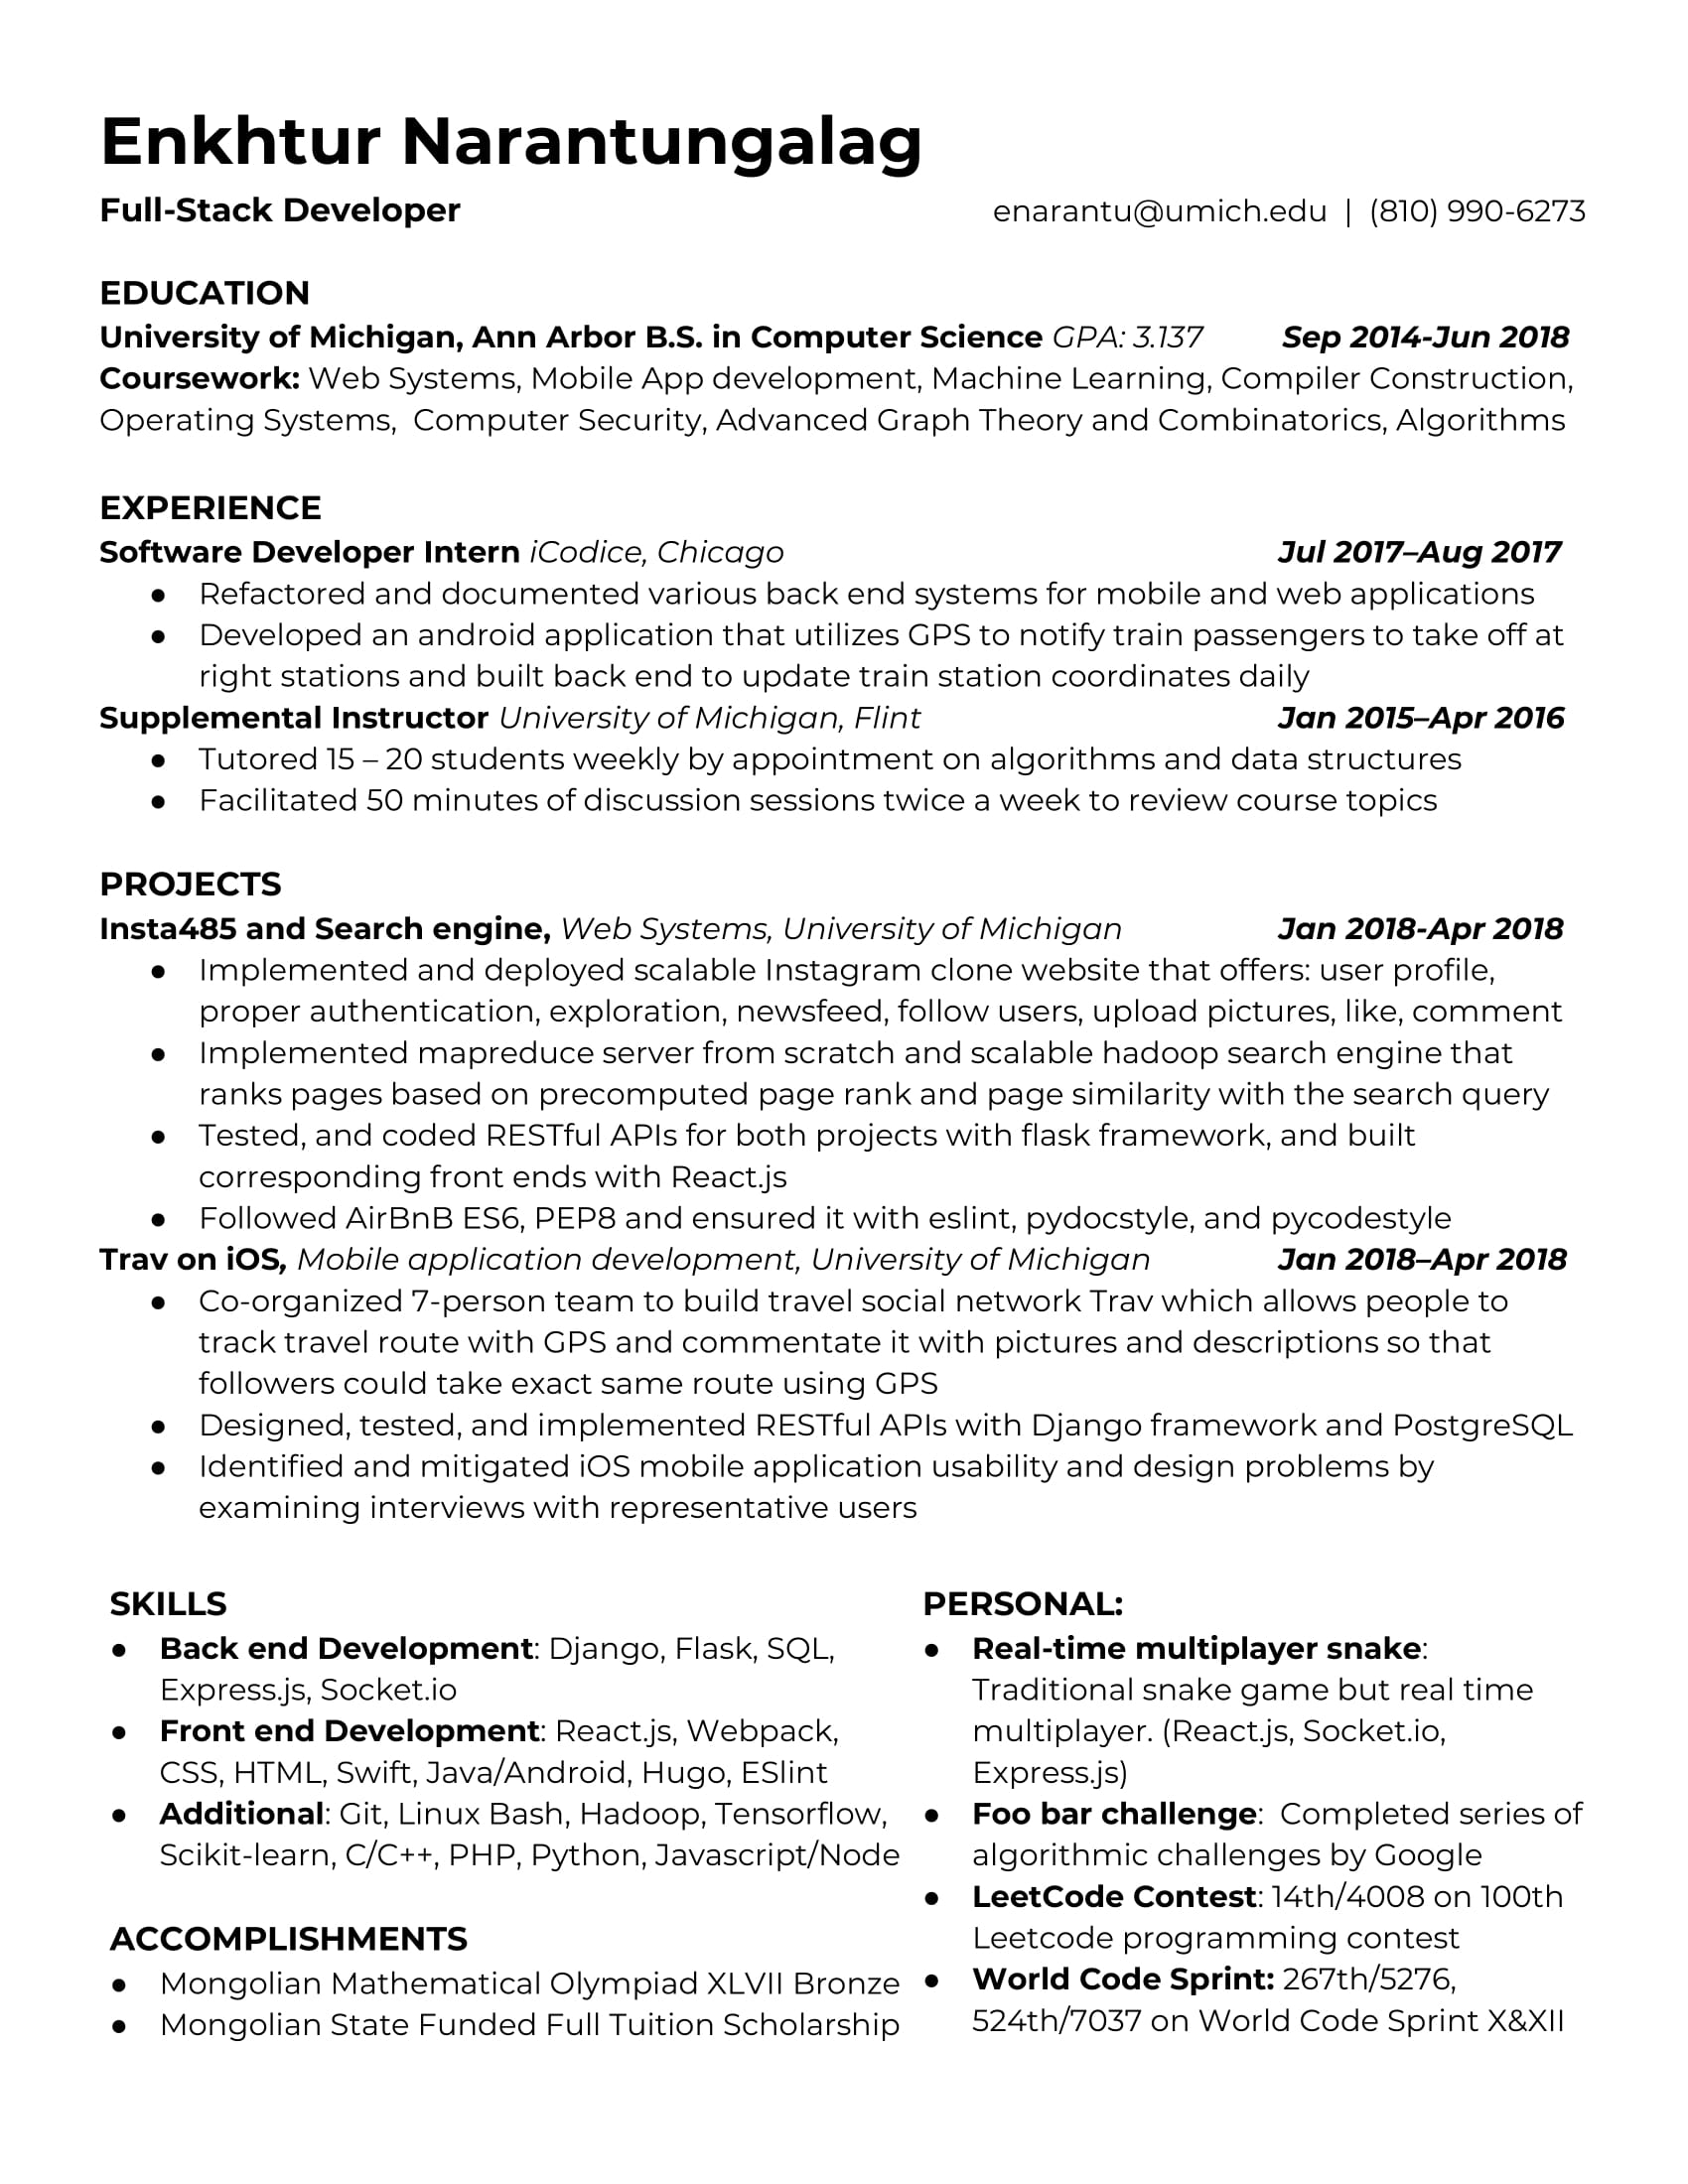 Enkhtur Narantungalag
Full-Stack Developer enarantu@umich.edu | (810) 990-6273
EDUCATION
University of Michigan, Ann Arbor B.S. in Computer Science GPA: 3.137 Sep 2014-Jun 2018
Coursework: Web Systems, Mobile App development, Machine Learning, Compiler Construction,
Operating Systems, Computer Security, Advanced Graph Theory and Combinatorics, Algorithms
EXPERIENCE
Software Developer Intern iCodice, Chicago Jul 2017–Aug 2017
● Refactored and documented various back end systems for mobile and web applications
● Developed an android application that utilizes GPS to notify train passengers to take off at
right stations and built back end to update train station coordinates daily
Supplemental Instructor University of Michigan, Flint Jan 2015–Apr 2016
● Tutored 15 – 20 students weekly by appointment on algorithms and data structures
● Facilitated 50 minutes of discussion sessions twice a week to review course topics
PROJECTS
Insta485 and Search engine, Web Systems, University of Michigan Jan 2018-Apr 2018
● Implemented and deployed scalable Instagram clone website that offers: user profile,
proper authentication, exploration, newsfeed, follow users, upload pictures, like, comment
● Implemented mapreduce server from scratch and scalable hadoop search engine that
ranks pages based on precomputed page rank and page similarity with the search query
● Tested, and coded RESTful APIs for both projects with flask framework, and built
corresponding front ends with React.js
● Followed AirBnB ES6, PEP8 and ensured it with eslint, pydocstyle, and pycodestyle
Trav on iOS, Mobile application development, University of Michigan Jan 2018–Apr 2018
● Co-organized 7-person team to build travel social network Trav which allows people to
track travel route with GPS and commentate it with pictures and descriptions so that
followers could take exact same route using GPS
● Designed, tested, and implemented RESTful APIs with Django framework and PostgreSQL
● Identified and mitigated iOS mobile application usability and design problems by
examining interviews with representative users
SKILLS
● Back end Development: Django, Flask, SQL,
Express.js, Socket.io
● Front end Development: React.js, Webpack,
CSS, HTML, Swift, Java/Android, Hugo, ESlint
● Additional: Git, Linux Bash, Hadoop, Tensorflow,
Scikit-learn, C/C++, PHP, Python, Javascript/Node
ACCOMPLISHMENTS
● Mongolian Mathematical Olympiad XLVII Bronze
● Mongolian State Funded Full Tuition Scholarship
PERSONAL:
● Real-time multiplayer snake:
Traditional snake game but real time
multiplayer. (React.js, Socket.io,
Express.js)
● Foo bar challenge: Completed series of
algorithmic challenges by Google
● LeetCode Contest: 14th/4008 on 100th
Leetcode programming contest
● World Code Sprint: 267th/5276,
524th/7037 on World Code Sprint X&XII